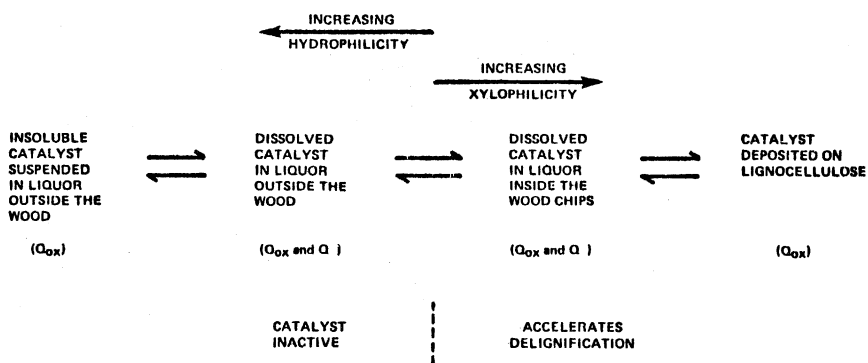 INCREASING
HYDROPHILICITY
INCREASING
XYLOPHILICITY
INSOLUBLE
CATALYST
SUSPENDED
IN LIQUOR
OUTSIDE THE
WOOD
(Qox)
DISSOLVED
CATALYST
IN LIQUOR
OUTSIDE THE
WOOD
(Qox and Q )
DISSOLVED
CATALYST
IN LIQUOR
INSIDE THE
WOOD CHIPS
(Qox and Q )
CATALYST
DEPOSITED ON
LIGNOCELLULOSE
(Qox)
CATALYST
INACTIVE
ACCELERATES
DELIGNIFICATION